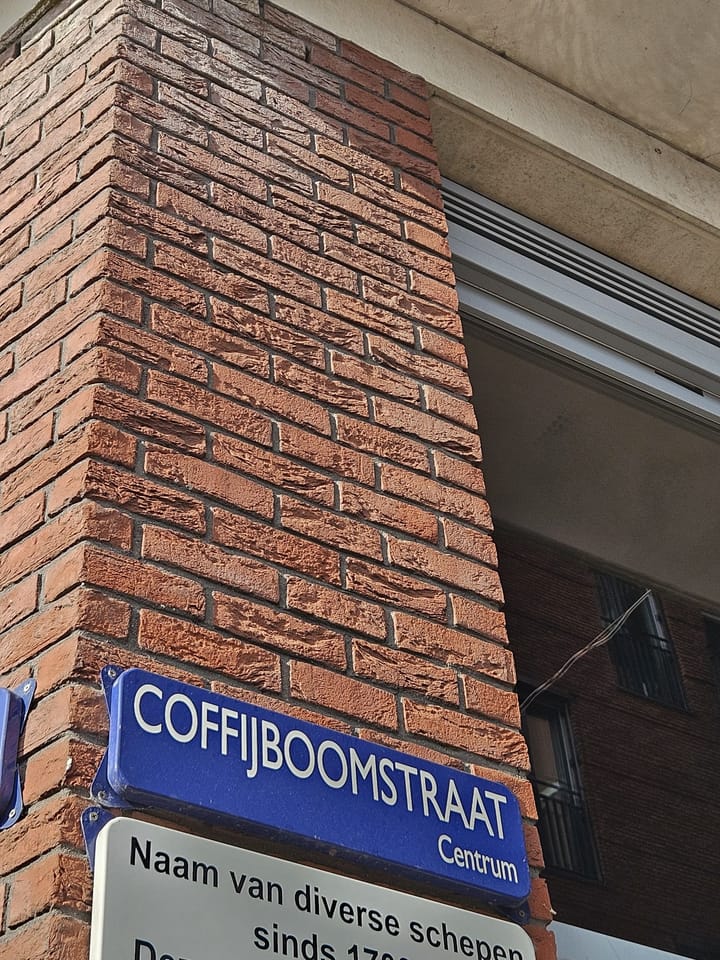 COFFIJBOOMSTRAAT
Centrum
Naam van diverse schepen
sinds